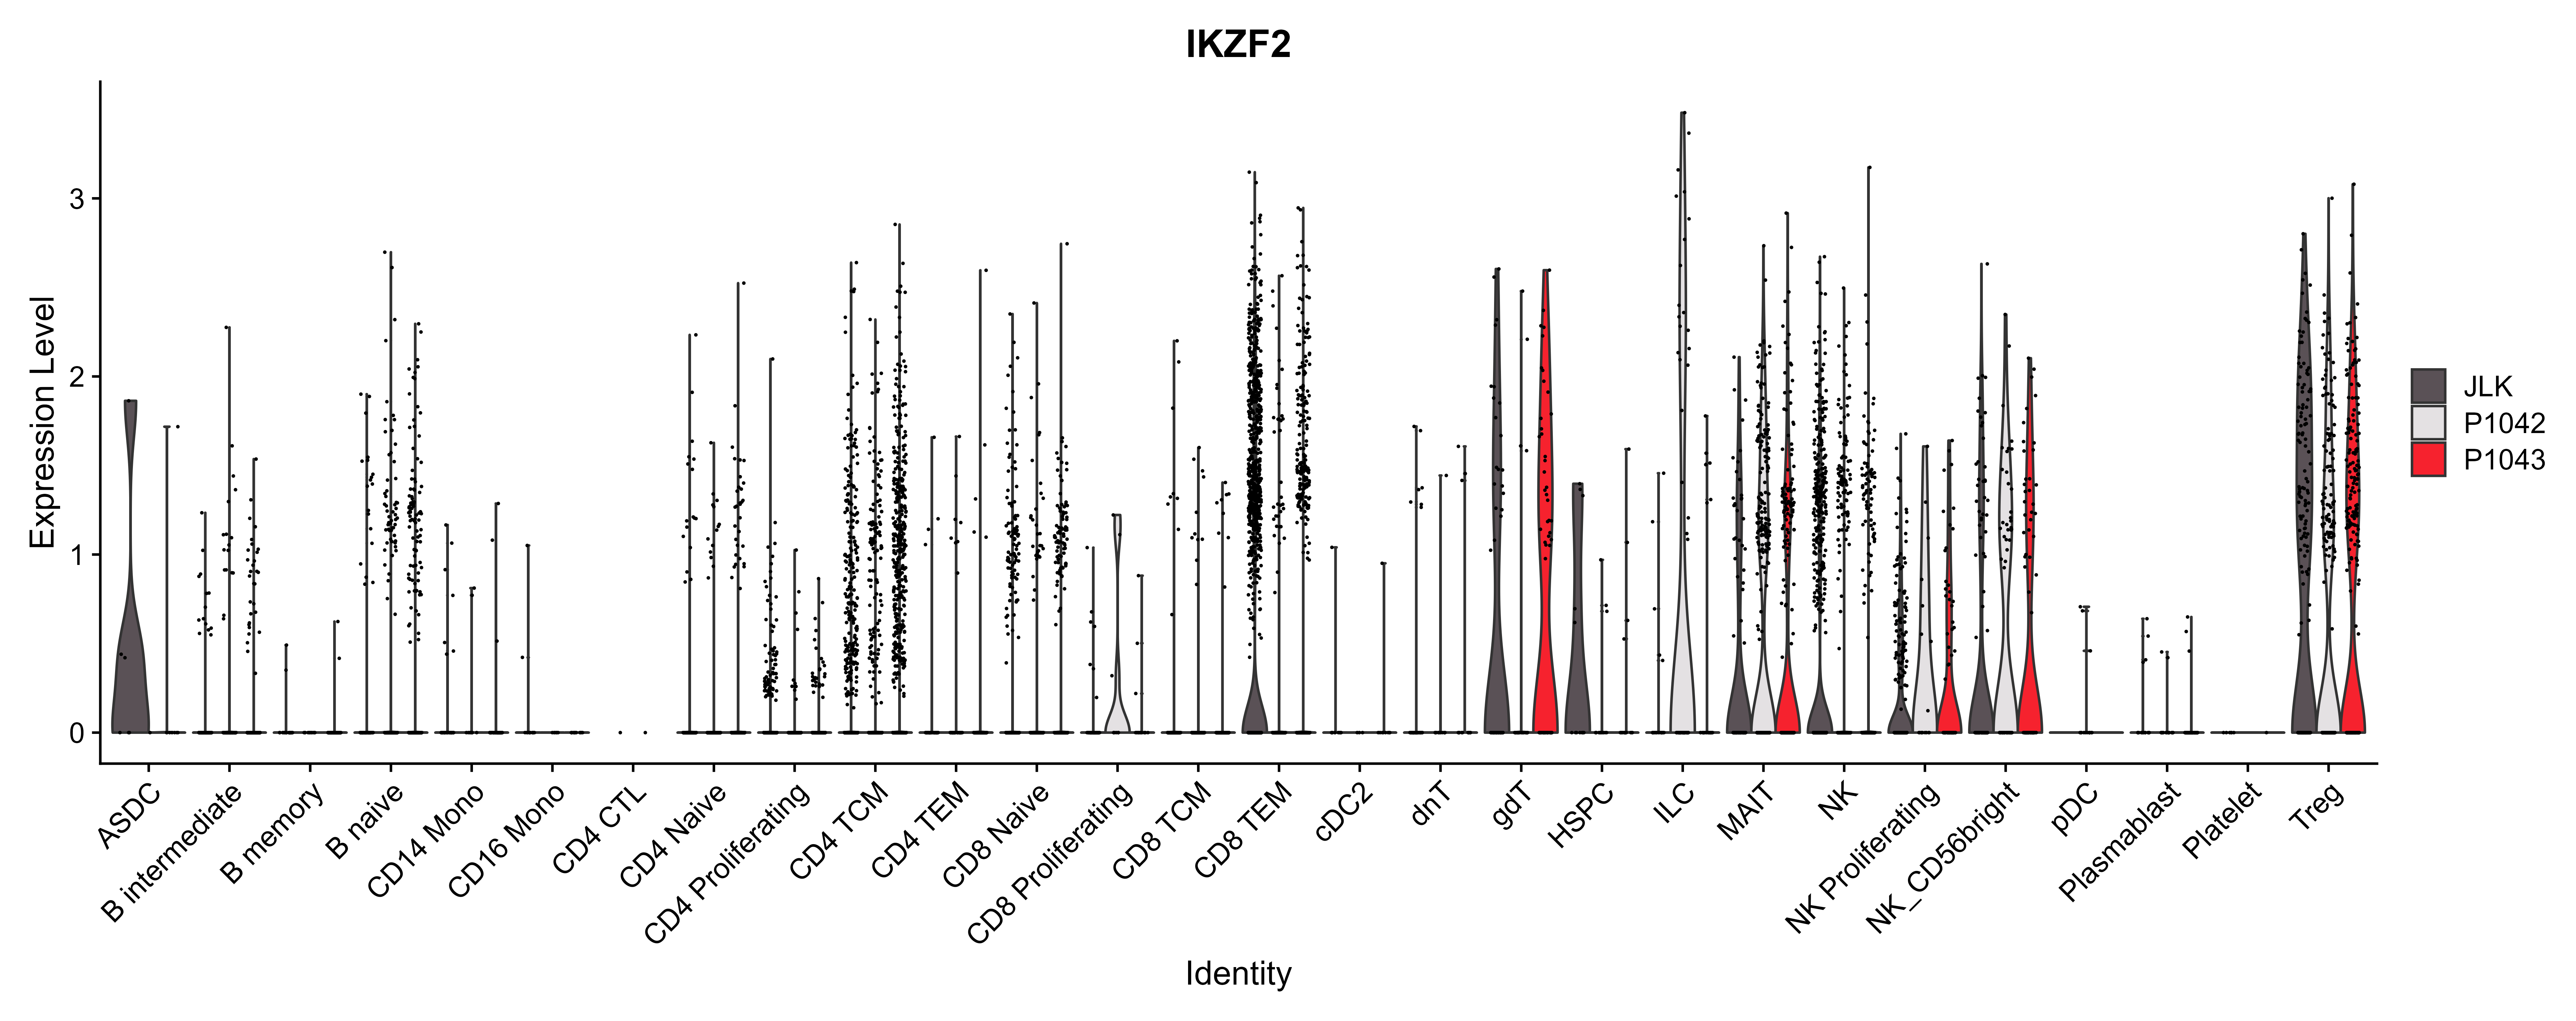 IKZF2
Expression Level
3
2
1
0
ASDC
B intermediate
B memory
B naive
CD14 Mono
CD16 Mono
CD4 CTL
CD4 Naive
CD4 Proliferating
CD4 TCM
CD4 TEM
CD8 Naive
CD8 Proliferating
CD8 TCM
CD8 TEM
cDC2
dnT
gdT
HSPC
ILC
MAIT
NK
NK Proliferating
NK_CD56bright
pDC
Plasmablast
Platelet
Treg
Identity
JLK
P1042
P1043